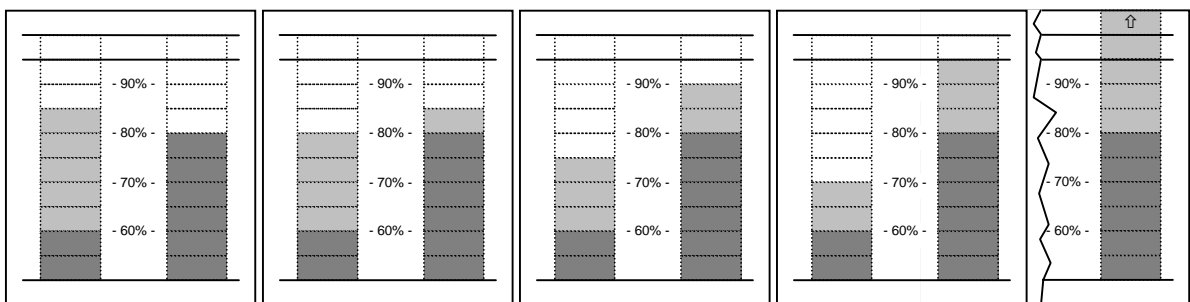 - 90% - - 90% - - 90% - - 90% - - 90% -
- 80% - - 80% - - 80% - - 80% - -80% -
- 70% - - 70% - - 70% - - 70% - - 70% -
- 60% - - 60% - - 60% - - 60% - - 60% -